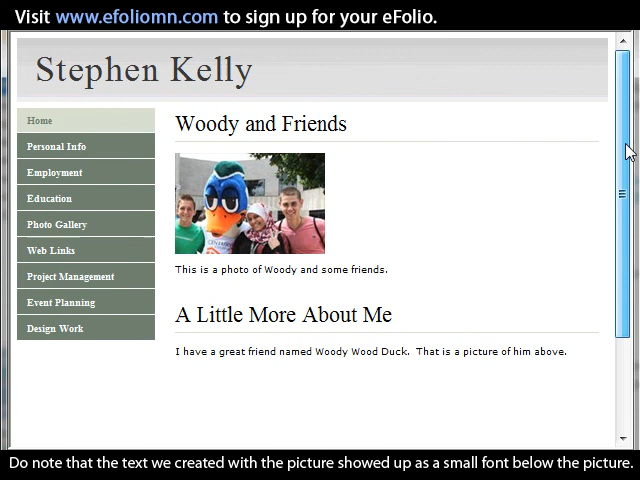 Visit www.efoliomn.com to sign up for your eFolio.
Stephen Kelly
Home
Personal Info
Employment
Education
Photo Gallery
Web Links
Project Management
Event Planning
Design Work
Woody and Friends
This is a photo of Woody and some friends.
A Little More About Me
I have a great friend named Woody Wood Duck.  That is a picture of him above.
Do note that the text we created with the picture showed up as a small font below the picture.